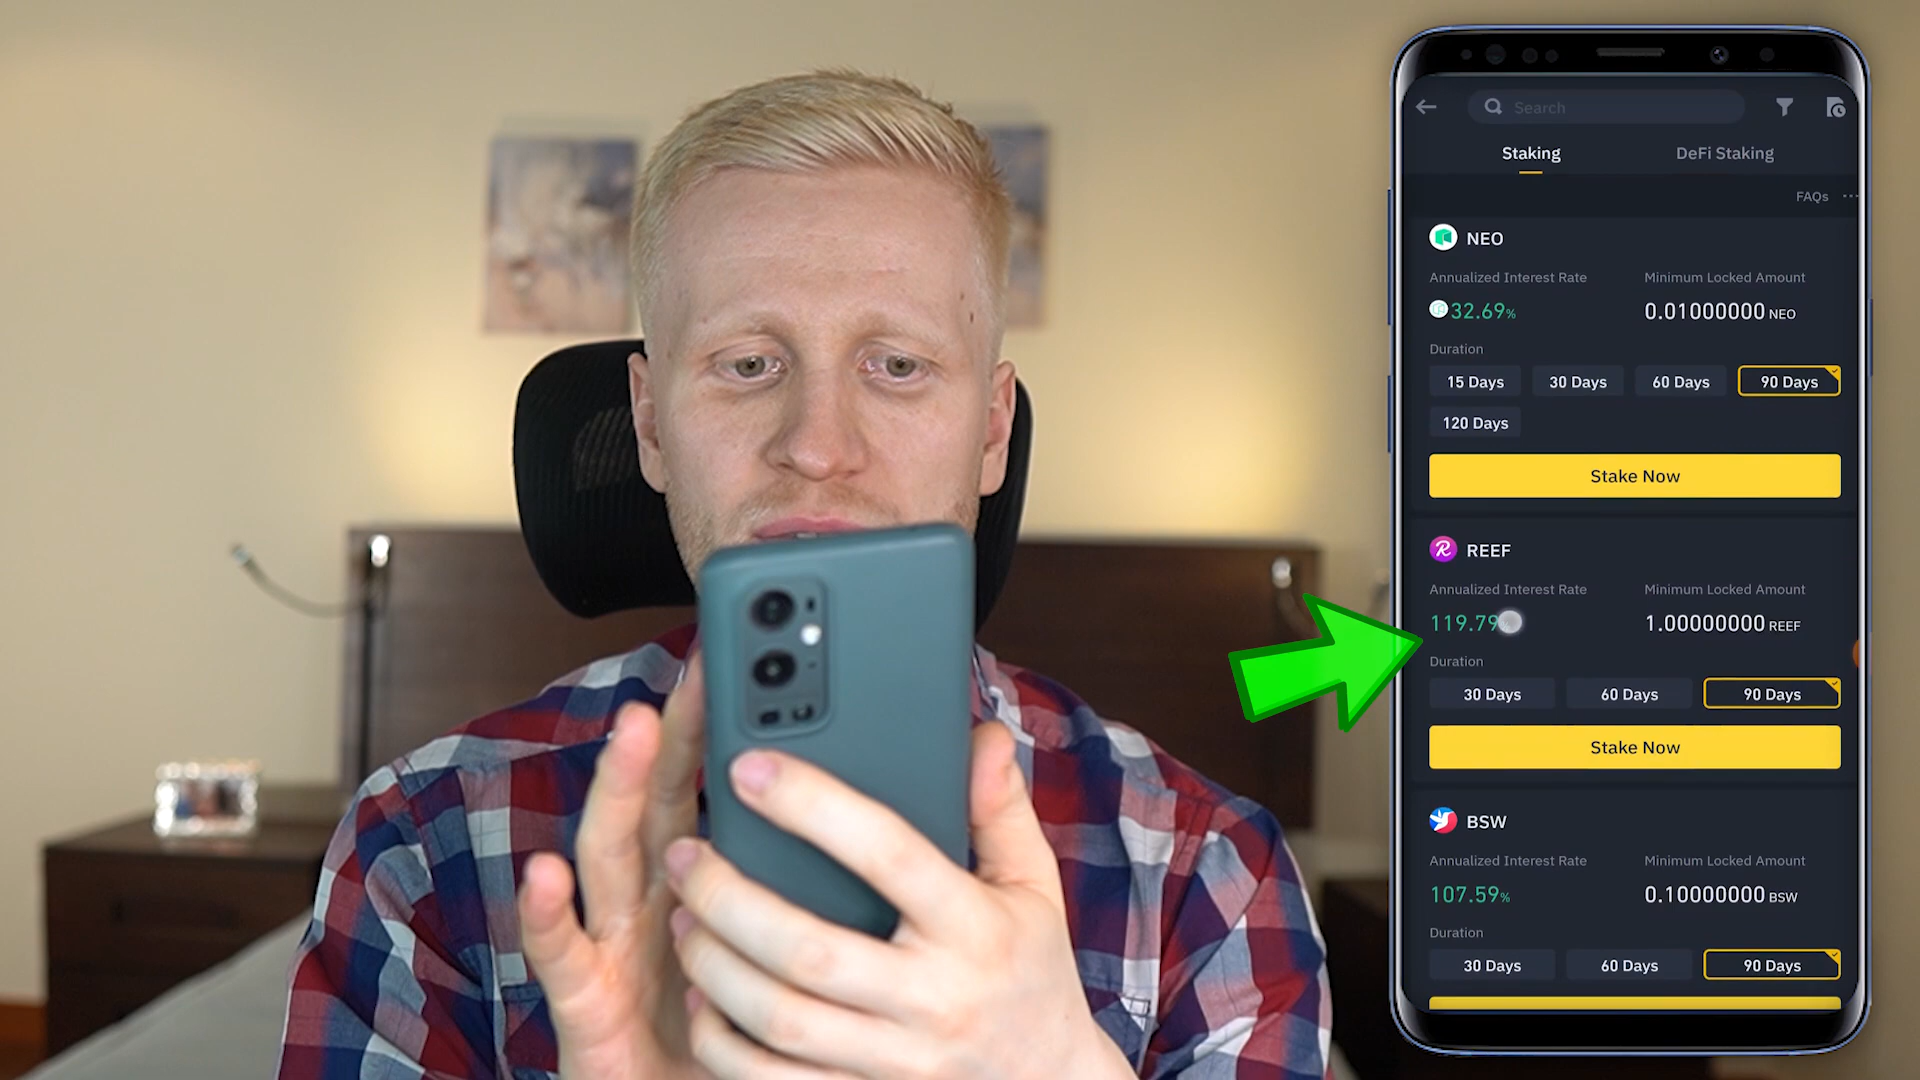 Search
Staking DeFi Staking
FAQs
NEO
Annualized Interest Rate Minimum Locked Amount
32.69% 0.01000000 NEO
Duration
15 Days 30 Days 60 Days 90 Days
120 Days
Stake Now
REEF
Annualized Interest Rate Minimum Locked Amount
119.79 1.00000000 REEF
Duration
30 Days 60 Days 90 Days
Stake Now
BSW
Annualized Interest Rate Minimum Locked Amount
107.59% 0.10000000 BSW
Duration
30 Days 60 Days 90 Days